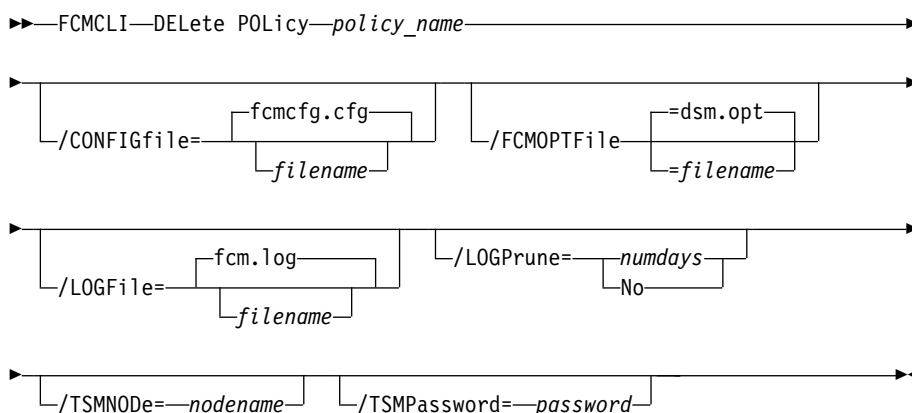 FCMCLI DELete POLicy policy_name
fcmcfg.cfg
/CONFIGfile=
filename
=dsm.opt
/FCMOPTFile
=filename
fcm.log
/LOGFile=
filename
/LOGPrune= numdays
No
/TSMNODe= nodename /TSMPassword= password